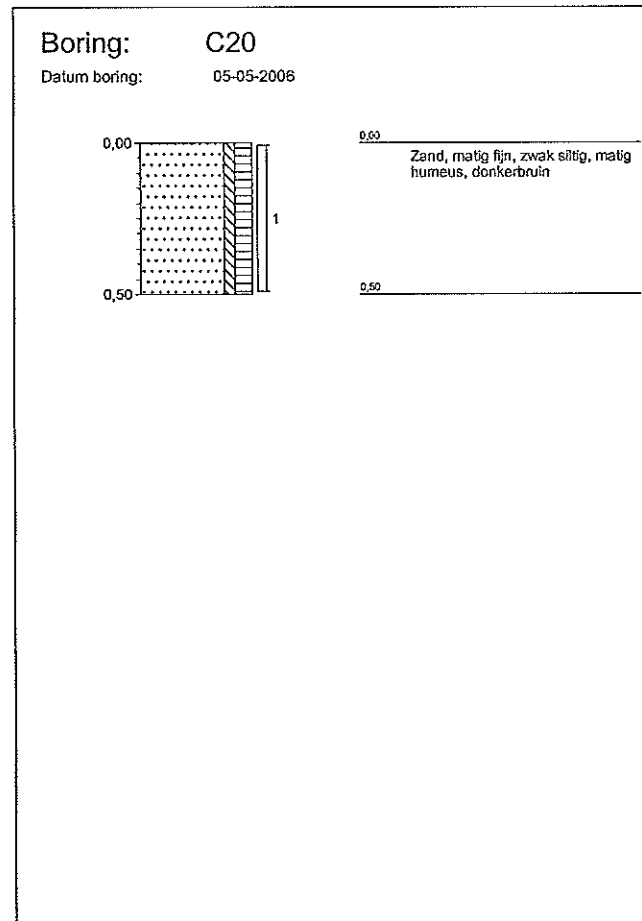 Boring: C20
Datum boring: 05-05-2006
0,00
0,00
Zand, matig fijn, zwak siltig, matig
humeus, donkerbruin
1
0,50
0,50